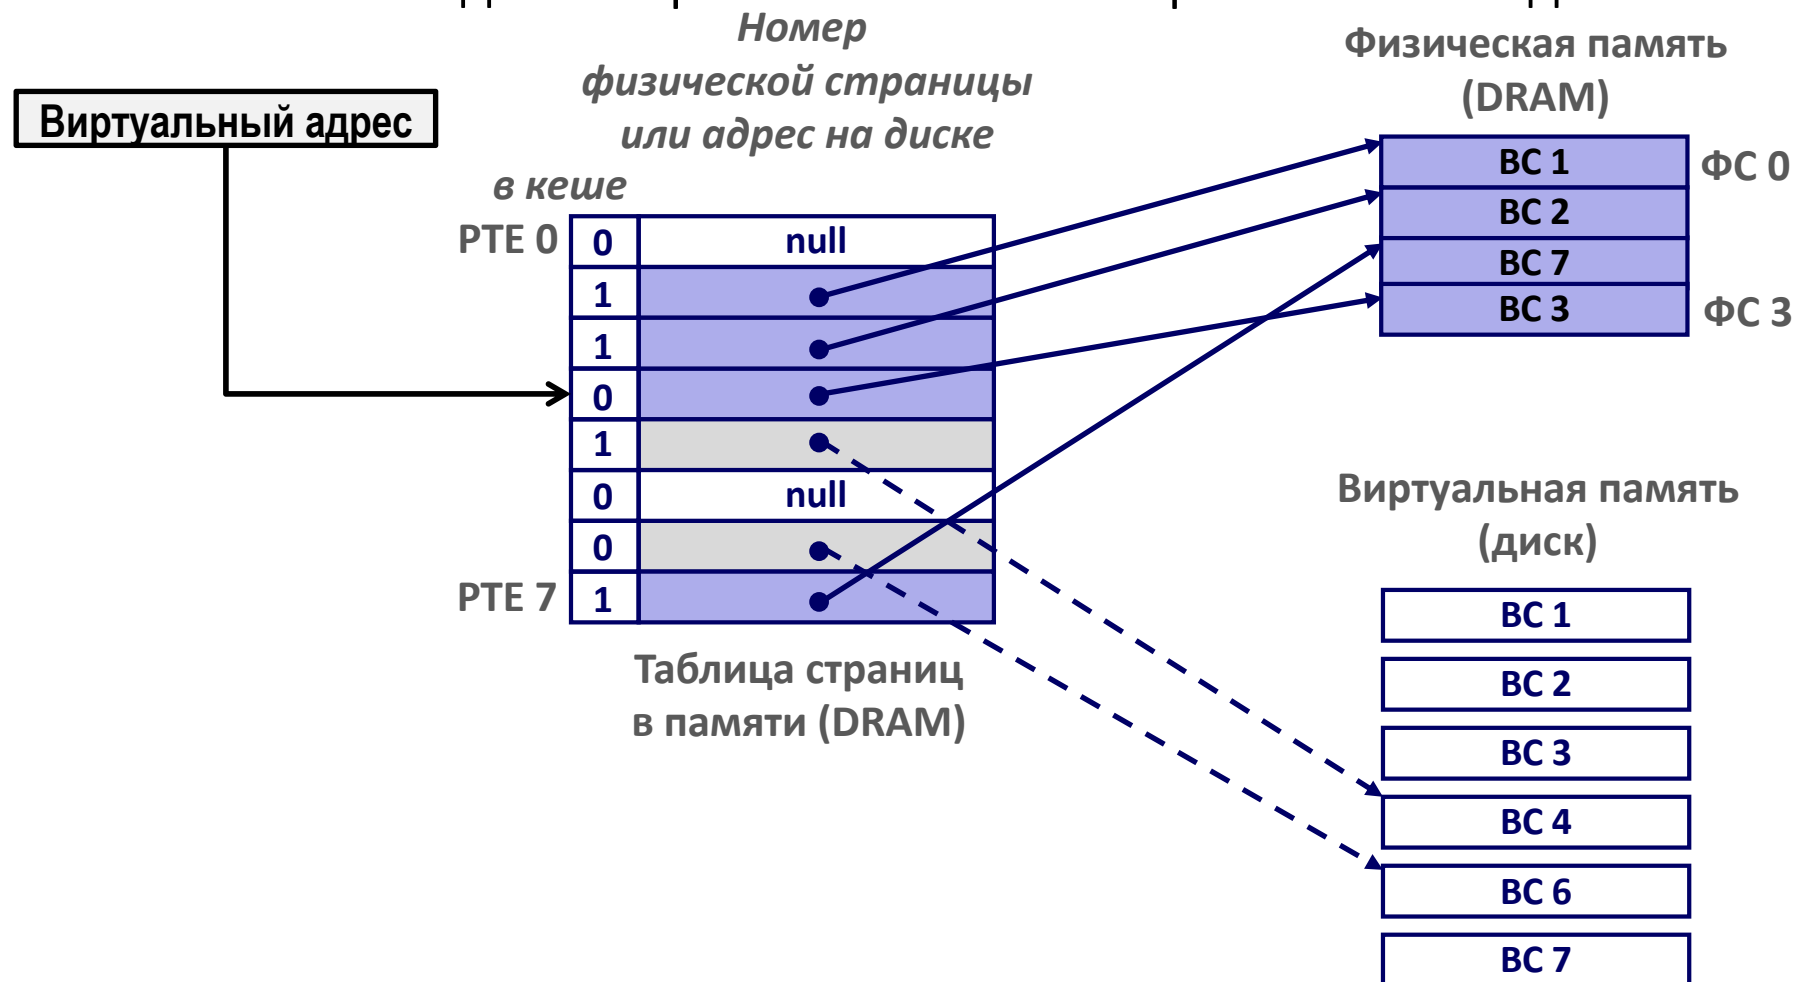 Номер
физической страницы
или адрес на диске
Физическая память
(DRAM)
Виртуальный адрес
в кеше
PTE 0
0
null
1
1
0
1
0
null
0
PTE 7
1
Таблица страниц
в памяти (DRAM)
ВС 1
ФС 0
ВС 2
ВС 7
ВС 3
ФС 3
Виртуальная память
(диск)
ВС 1
ВС 2
ВС 3
ВС 4
ВС 6
ВС 7